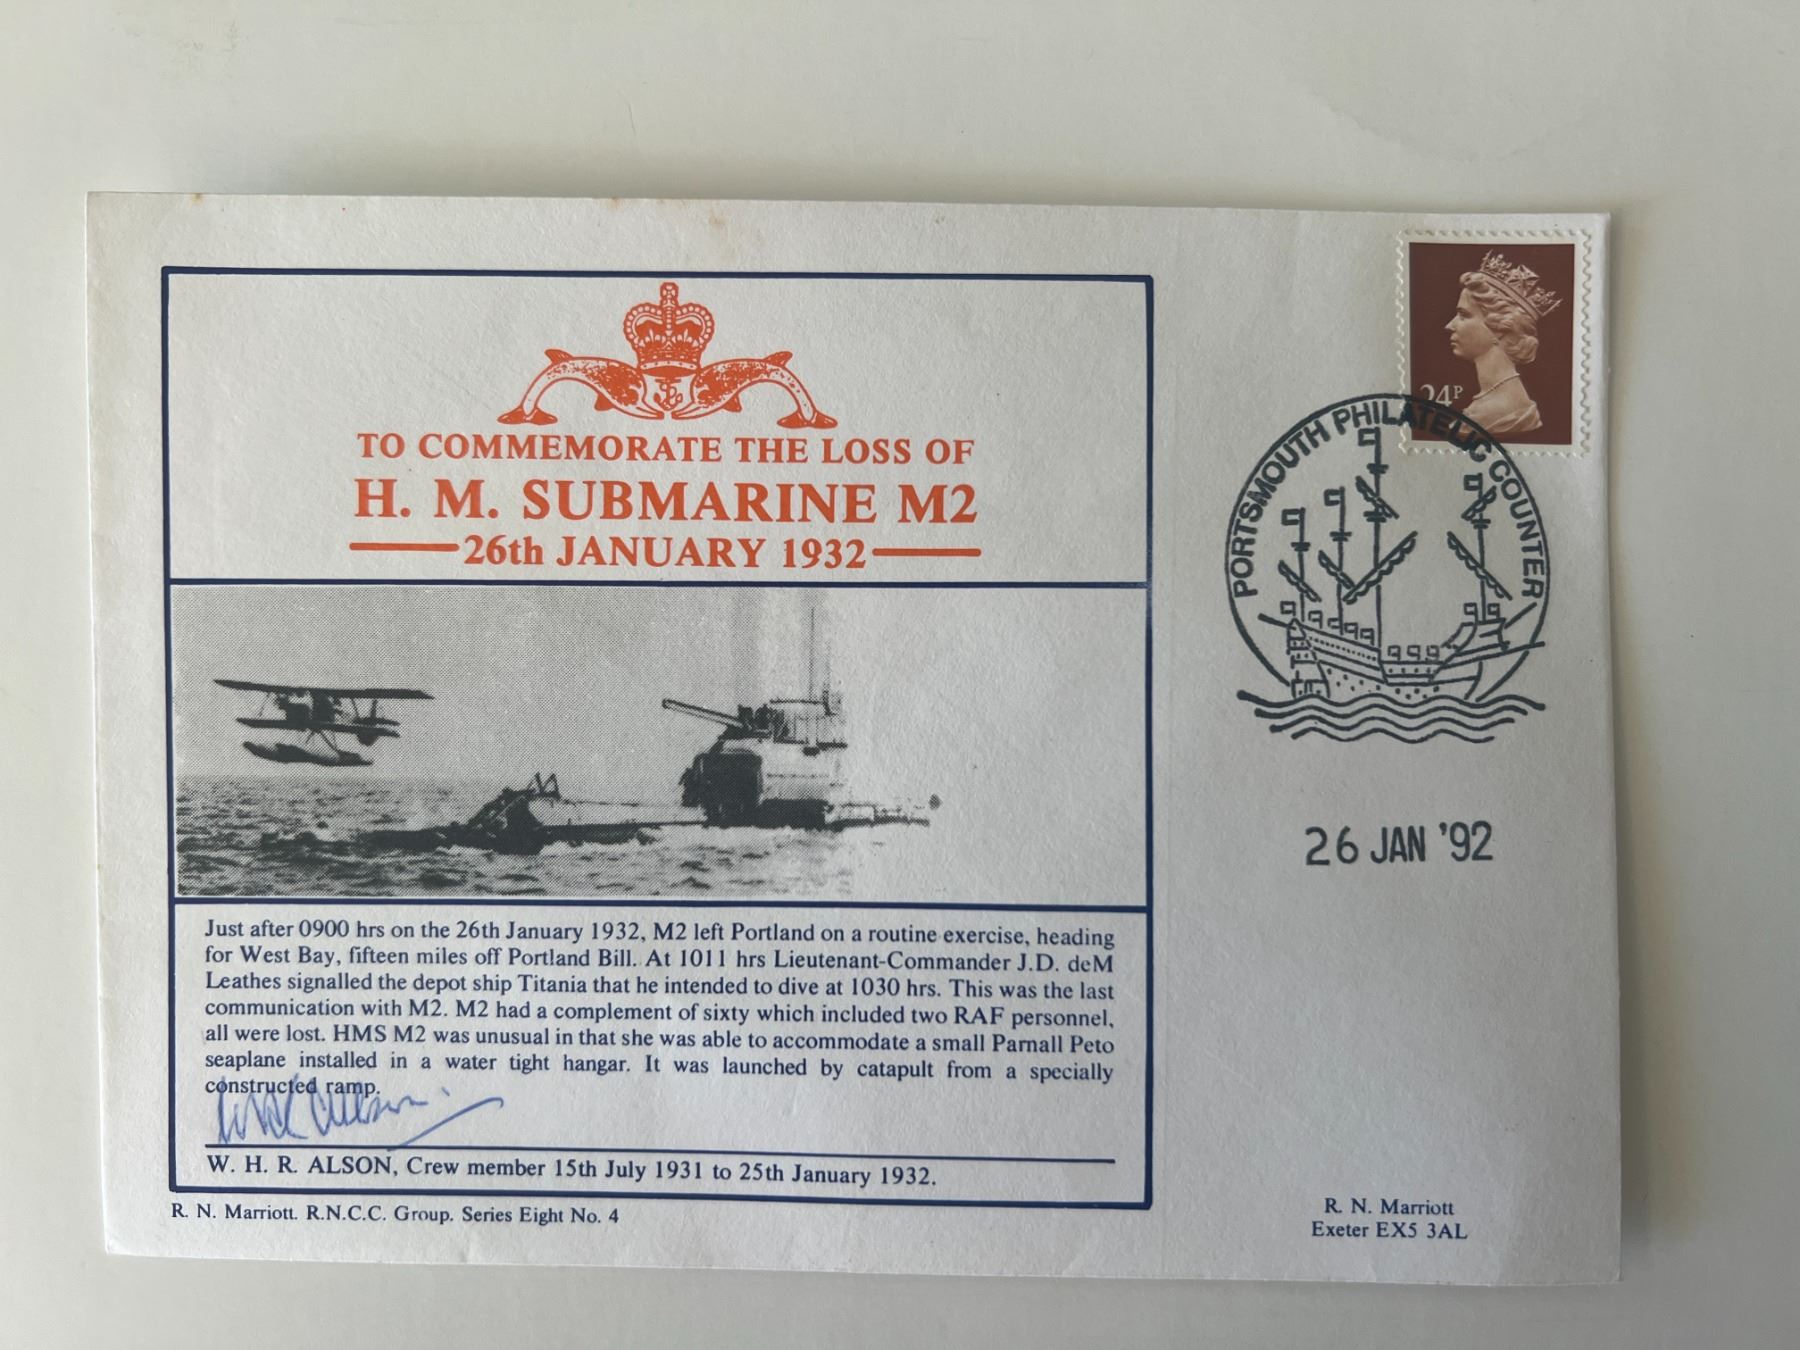 TO COMMEMORATE THE LOSS OF
H. M. SUBMARINE M2
26th JANUARY 1932
24P
PORTSMOUTH PHILATELIC COUNTER
26 JAN '92
Just after 0900 hrs on the 26th January 1932, M2 left Portland on a routine exercise, heading
for West Bay, fifteen miles off Portland Bill. At 1011 hrs Lieutenant-Commander J.D. deM
Leathes signalled the depot ship Titania that he intended to dive at 1030 hrs. This was the last
communication with M2. M2 had a complement of sixty which included two RAF personnel,
all were lost. HMS M2 was unusual in that she was able to accommodate a small Parnall Peto
seaplane installed in a water tight hangar. It was launched by catapult from a specially
constructed ramp.
W. H. R. ALSON, Crew member 15th July 1931 to 25th January 1932.
R. N. Marriott. R.N.C.C. Group. Series Eight No. 4
R. N. Marriott
Exeter EX5 3AL